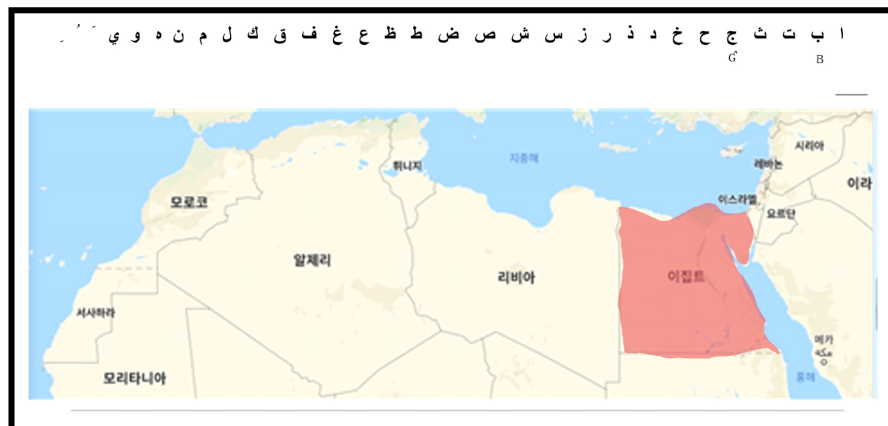 ا ب ت ث ج ح خ د ذ ر ز س ش ص ض ط ظ ع غ ف ق ك ل م ن ه و ي َ ُ ِ
G B
지중해
시리아
레바논
튀니지
이라
이스라엘
모로코
요르단
알제리
리비아
이집트
서사하라
메카
مكة
모리타니아
홍해